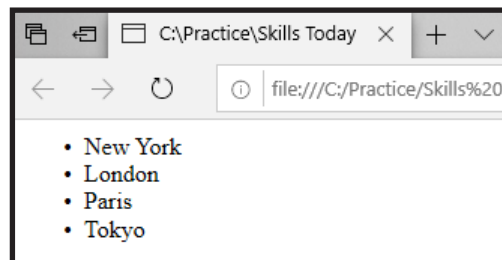 C:\Practice\Skills Today
file:///C:/Practice/Skills%20
• New York
• London
• Paris
• Tokyo